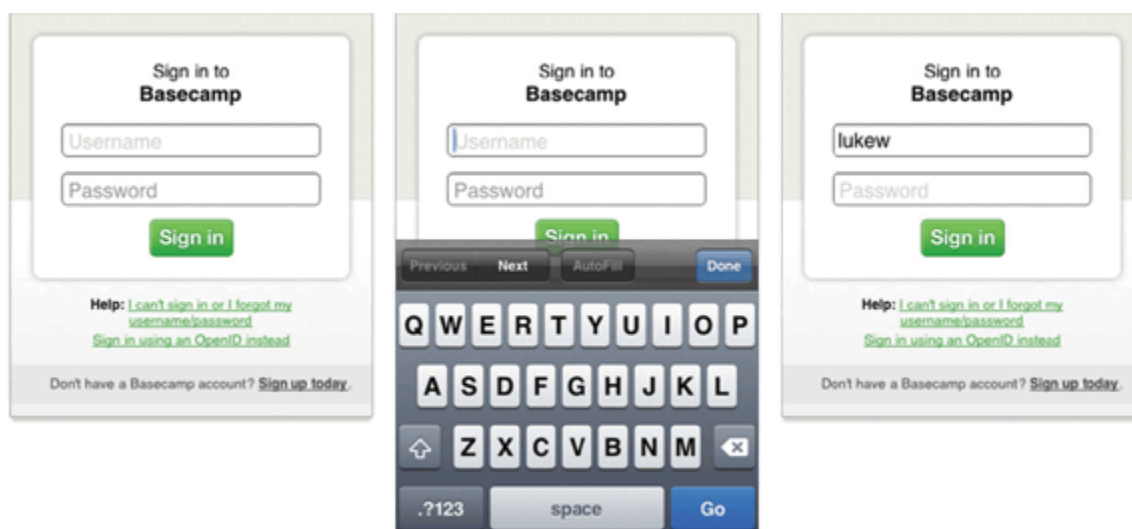 Sign in to
Basecamp
Username
Password
Sign in
Help: I can't sign in or I forgot my
username/password
Sign in using an OpenID instead
Don't have a Basecamp account? Sign up today.
Sign in to
Basecamp
Username
Password
Sign in
Previous Next AutoFill Done
Q W E R T Y U I O P
A S D F G H J K L
Z X C V B N M
.?123 space Go
Sign in to
Basecamp
lukew
Password
Sign in
Help: I can't sign in or I forgot my
username/password
Sign in using an OpenID instead
Don't have a Basecamp account? Sign up today.